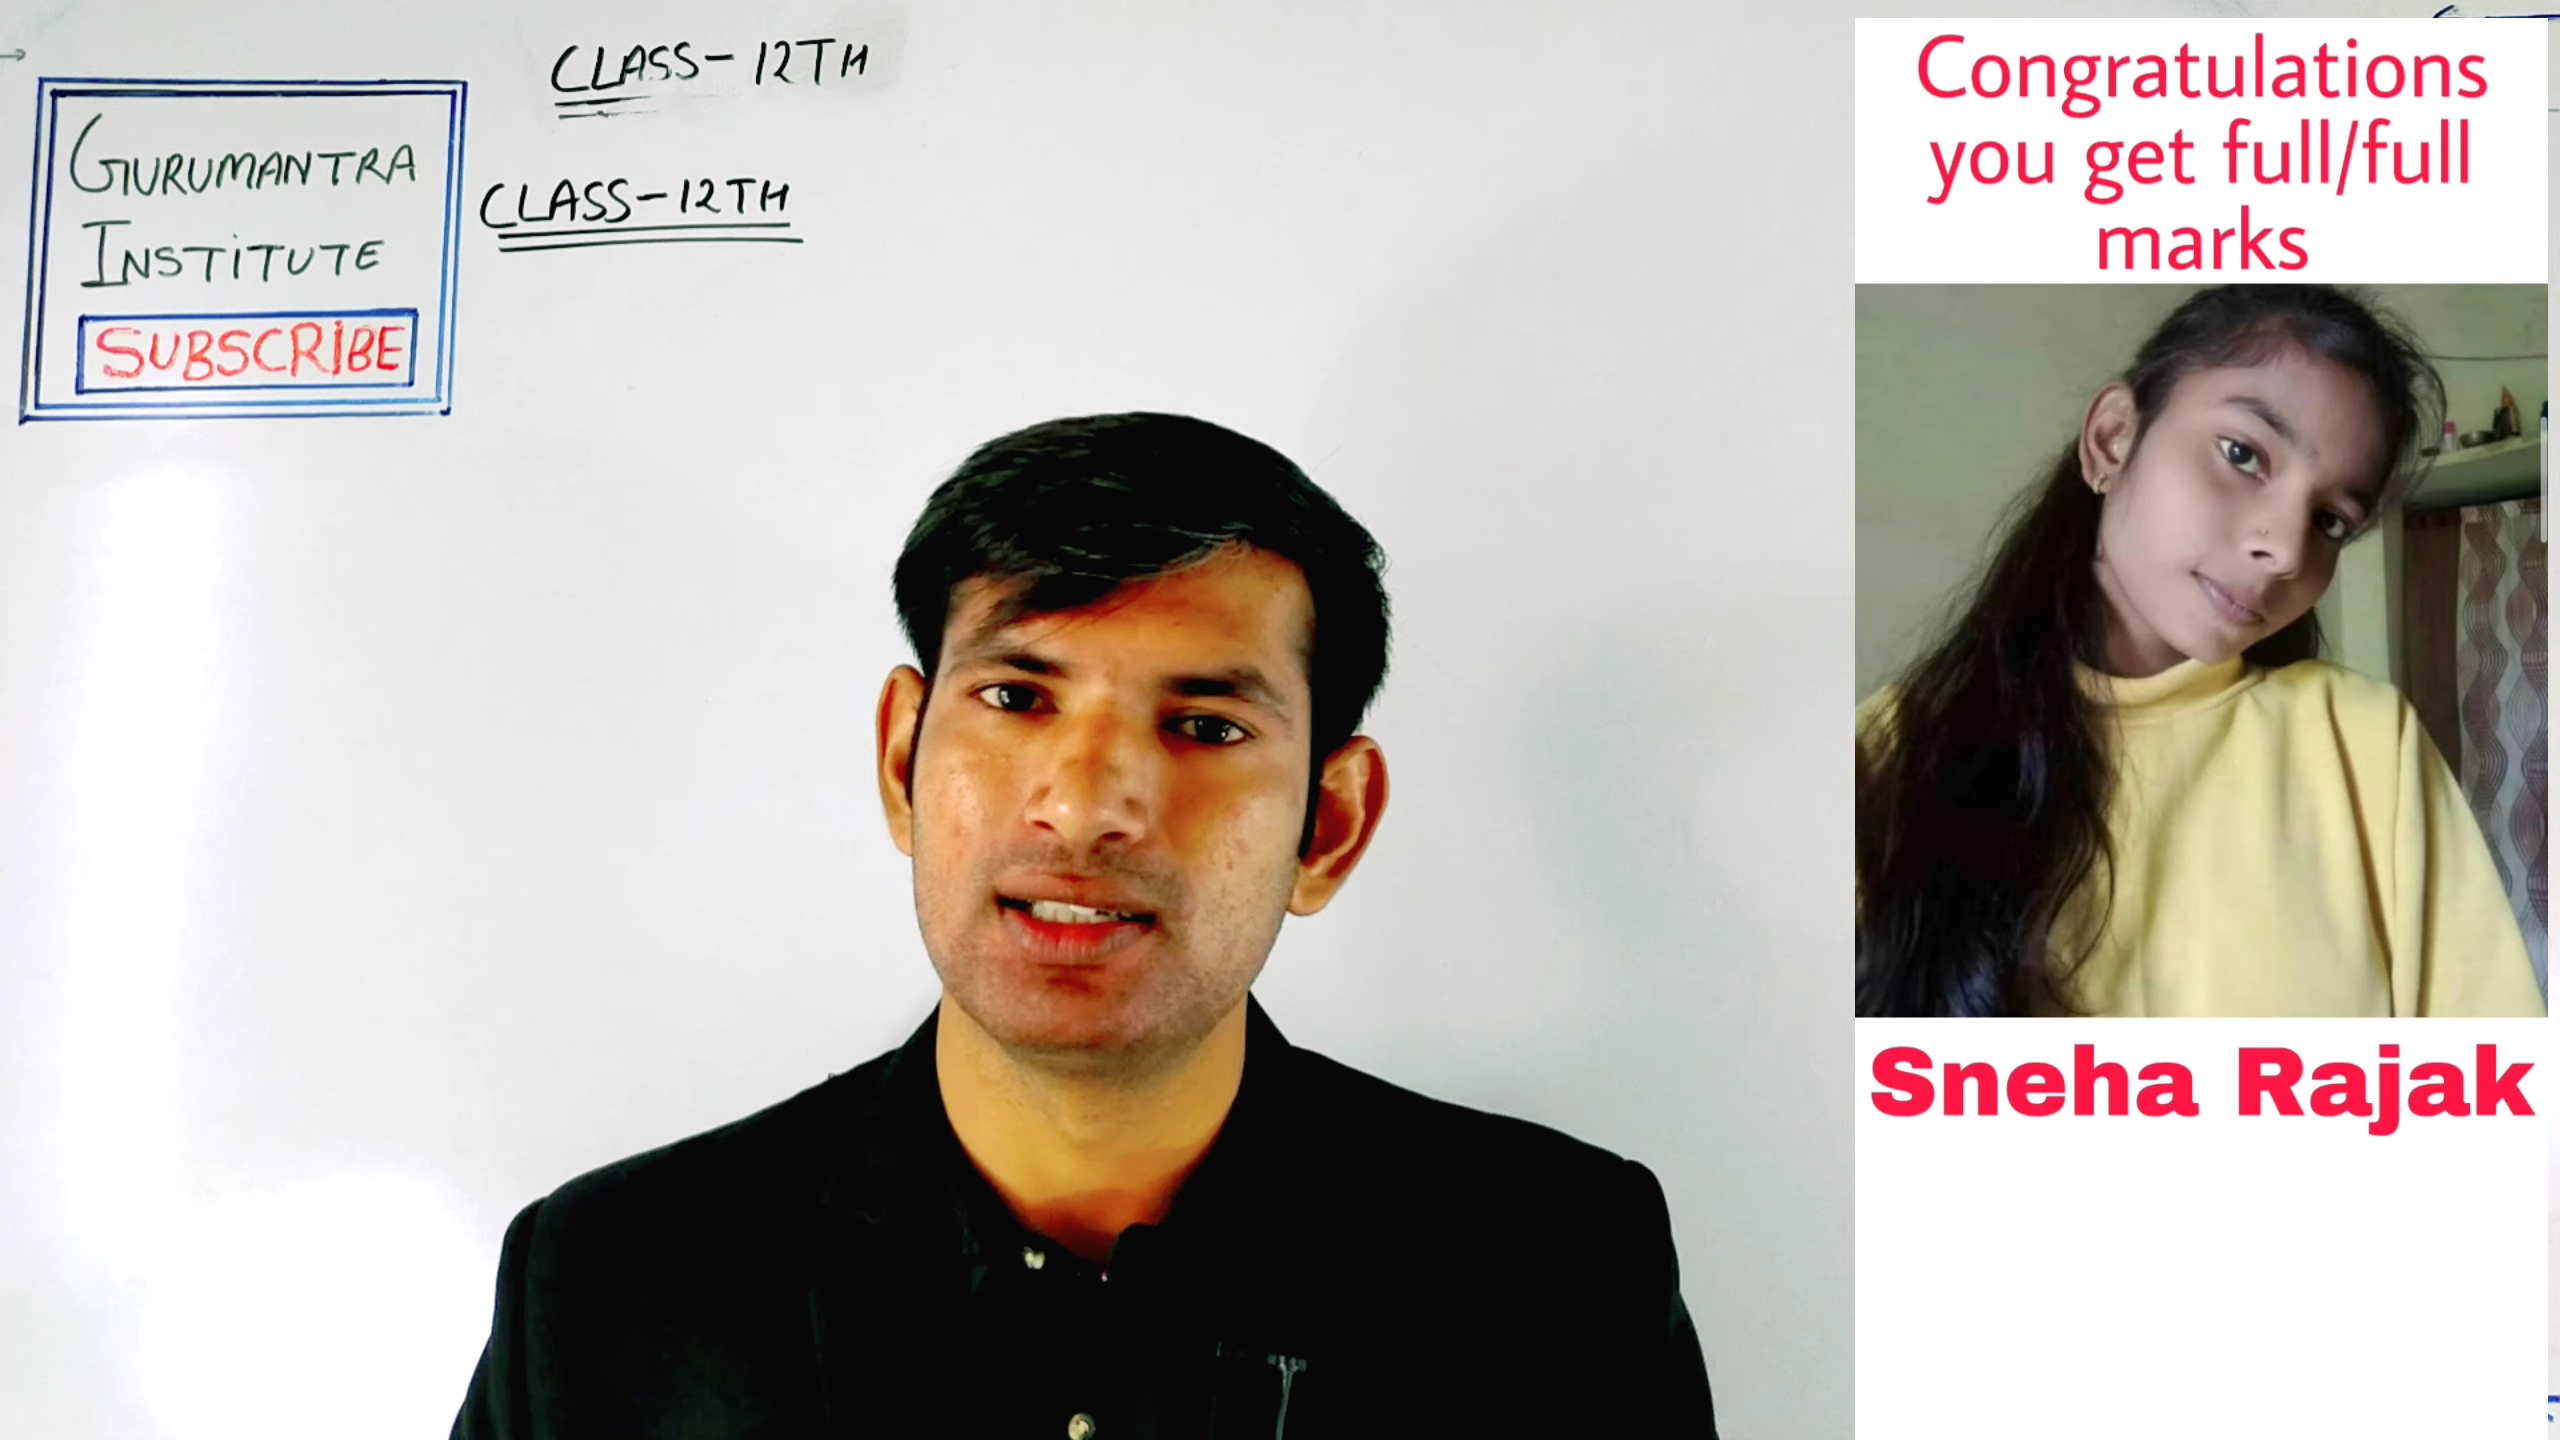 CLASS-12TH
GURUMANTRA
INSTITUTE
SUBSCRIBE
CLASS-12TH
Congratulations
you get full/full
marks
Sneha Rajak